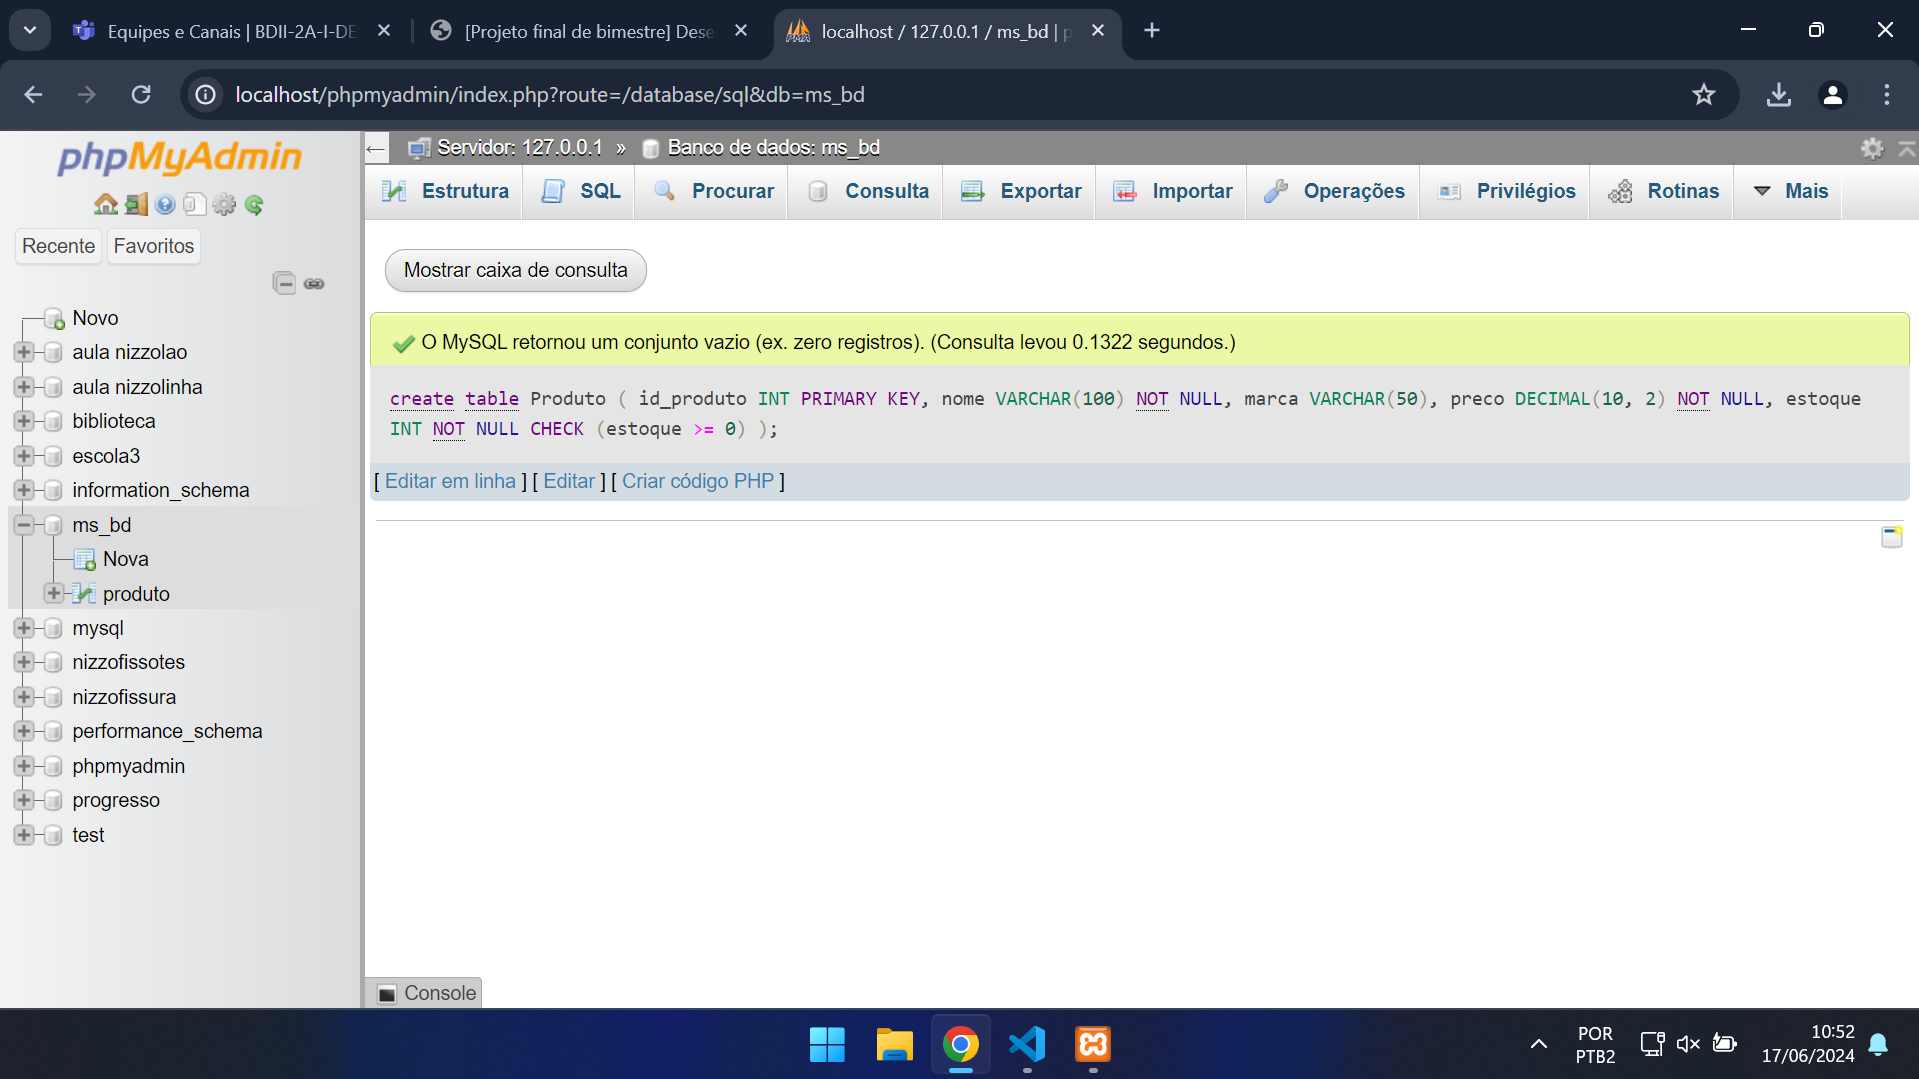 Equipes e Canais | BDII-2A-I-DE
[Projeto final de bimestre] Dese
localhost / 127.0.0.1 / ms_bd | p
localhost/phpmyadmin/index.php?route=/database/sql&db=ms_bd
phpMyAdmin
Recente
Favoritos
Novo
aula nizzolao
aula nizzolinha
biblioteca
escola3
information_schema
ms_bd
Nova
produto
mysql
nizzofissotes
nizzofissura
performance_schema
phpmyadmin
progresso
test
Servidor: 127.0.0.1 » Banco de dados: ms_bd
Estrutura SQL Procurar Consulta Exportar Importar Operações Privilégios Rotinas Mais
Mostrar caixa de consulta
O MySQL retornou um conjunto vazio (ex. zero registros). (Consulta levou 0.1322 segundos.)
create table Produto ( id_produto INT PRIMARY KEY, nome VARCHAR(100) NOT NULL, marca VARCHAR(50), preco DECIMAL(10, 2) NOT NULL, estoque
INT NOT NULL CHECK (estoque >= 0) );
[ Editar em linha ] [ Editar ] [ Criar código PHP ]
Console
POR
PTB2
10:52
17/06/2024